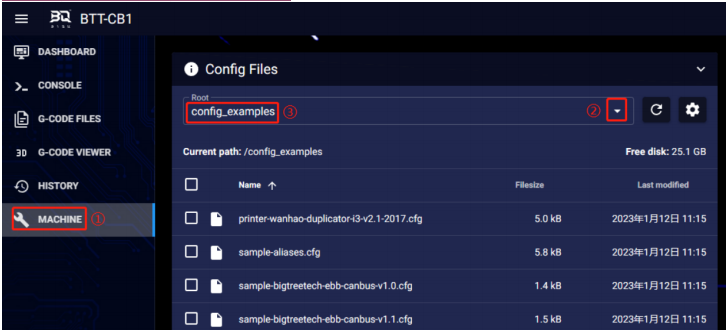 BTT-CB1
DASHBOARD
CONSOLE
G-CODE FILES
3D G-CODE VIEWER
HISTORY
MACHINE ①
Config Files
Root
config_examples ③
②
Current path: /config_examples
Free disk: 25.1 GB
Name
Filesize
Last modified
printer-wanhao-duplicator-i3-v2.1-2017.cfg 5.0 kB 2023年1月12日 11:15
sample-aliases.cfg 5.8 kB 2023年1月12日 11:15
sample-bigtreetech-ebb-canbus-v1.0.cfg 1.4 kB 2023年1月12日 11:15
sample-bigtreetech-ebb-canbus-v1.1.cfg 1.5 kB 2023年1月12日 11:15